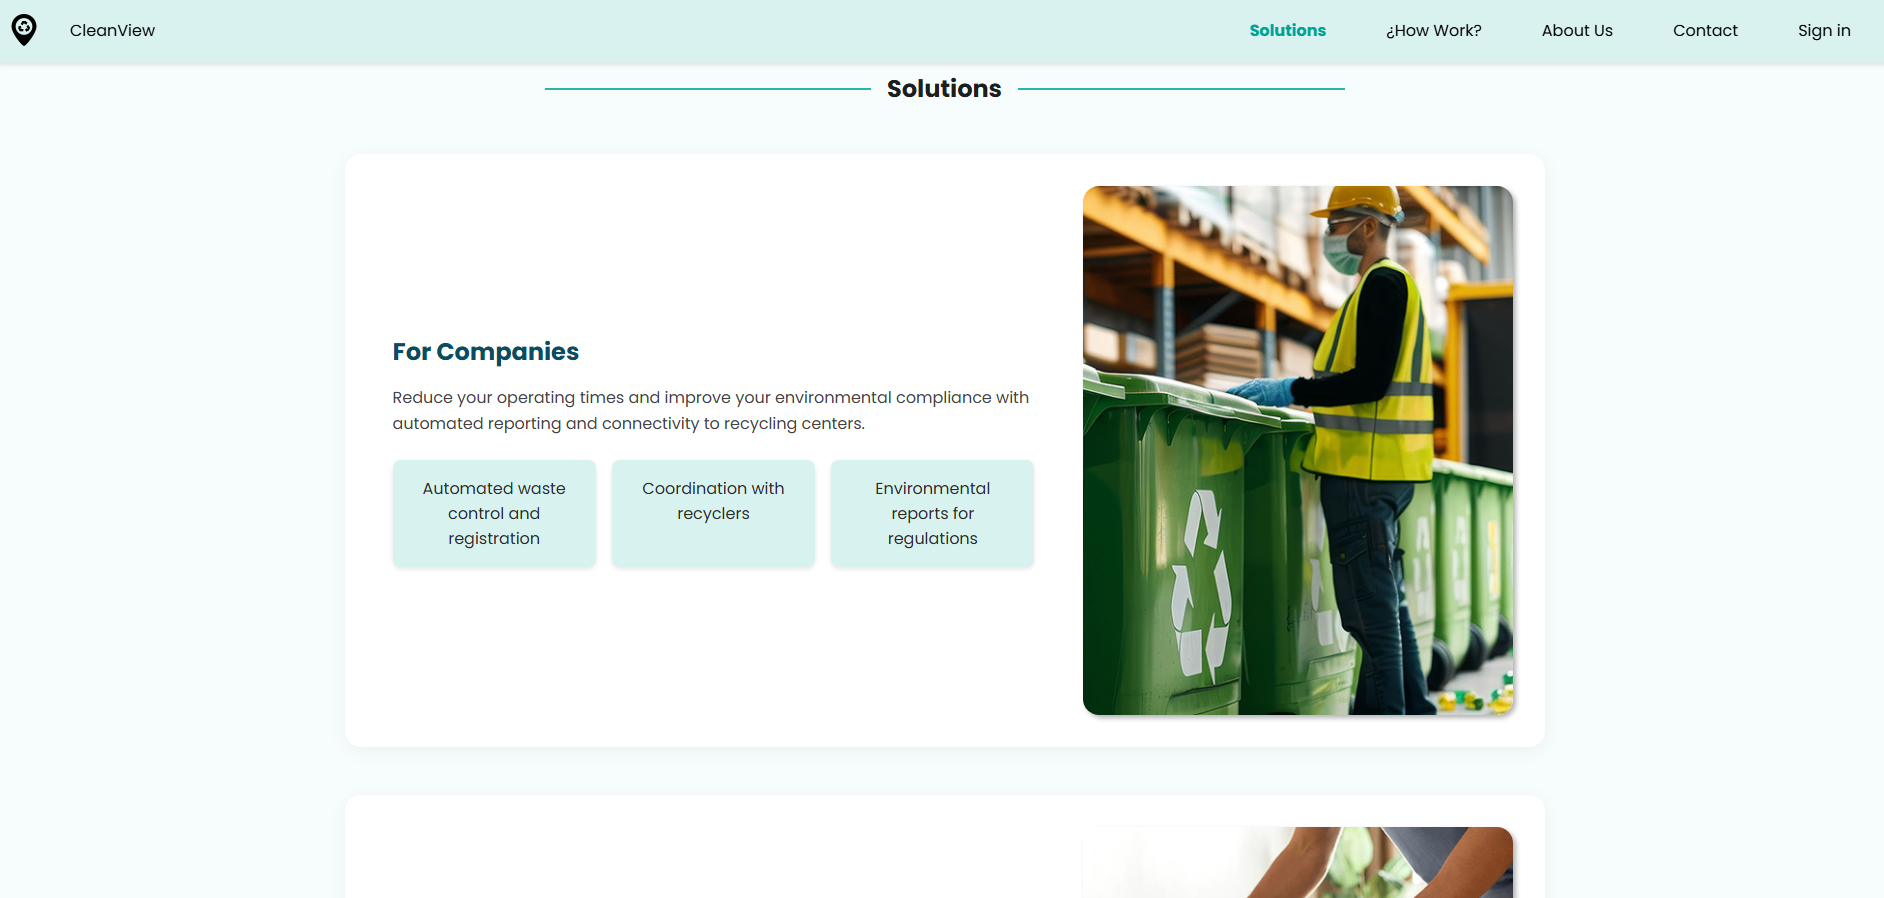 CleanView
Solutions
¿How Work?
About Us
Contact
Sign in
Solutions
For Companies
Reduce your operating times and improve your environmental compliance with
automated reporting and connectivity to recycling centers.
Automated waste
control and
registration
Coordination with
recyclers
Environmental
reports for
regulations